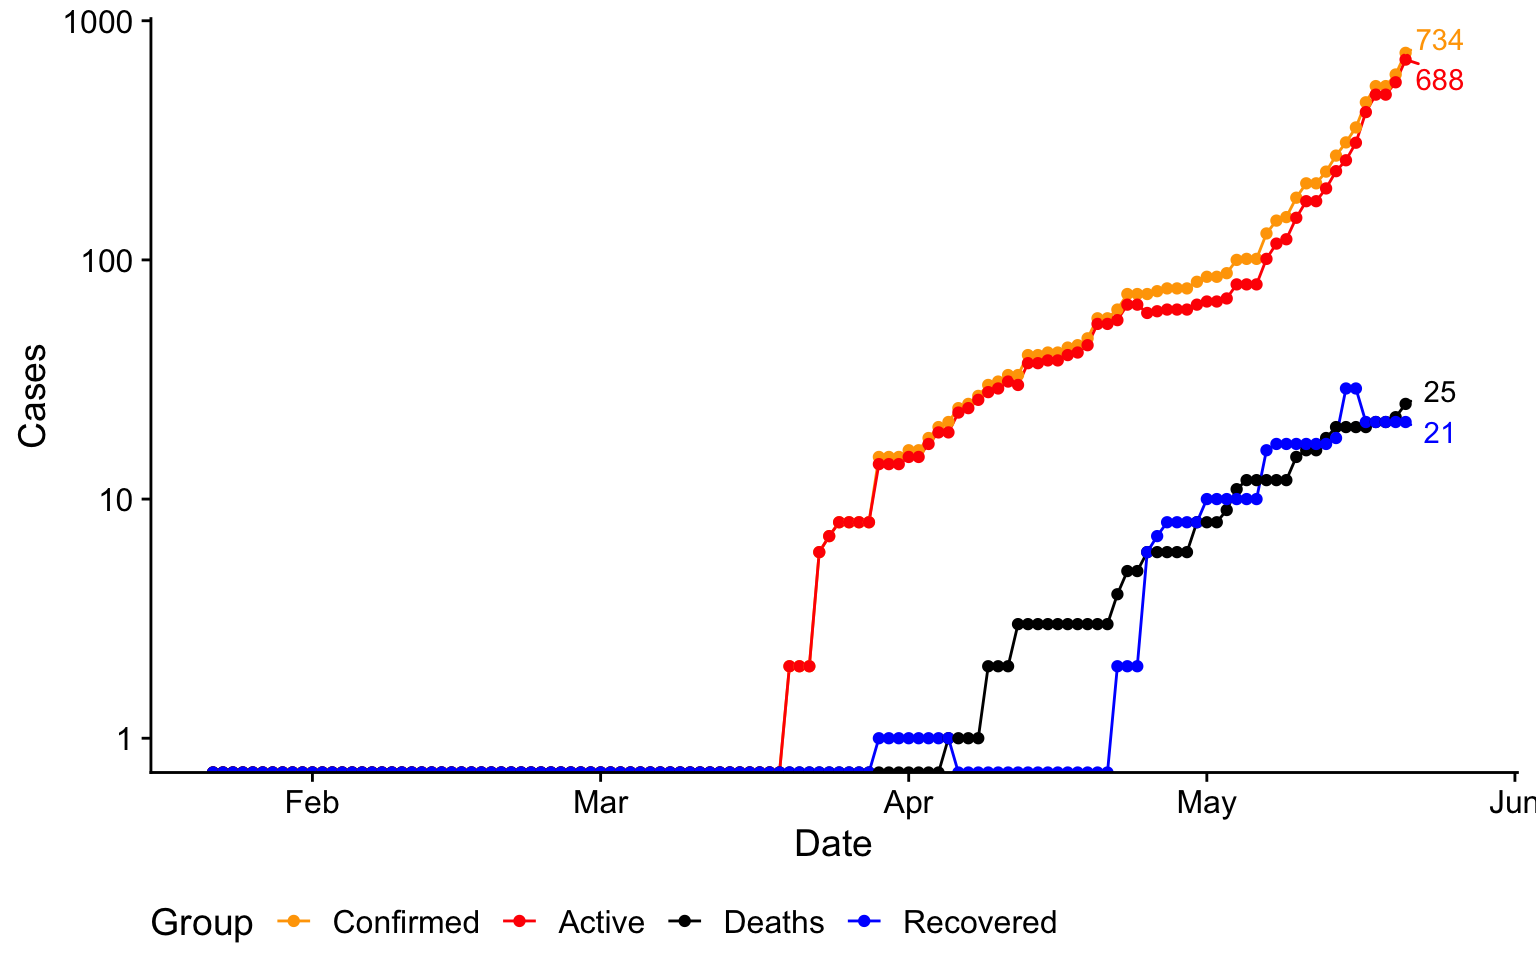 1000
734
688
100
Cases
25
21
10
1
Feb Mar Apr May Jun
Date
Group Confirmed Active Deaths Recovered